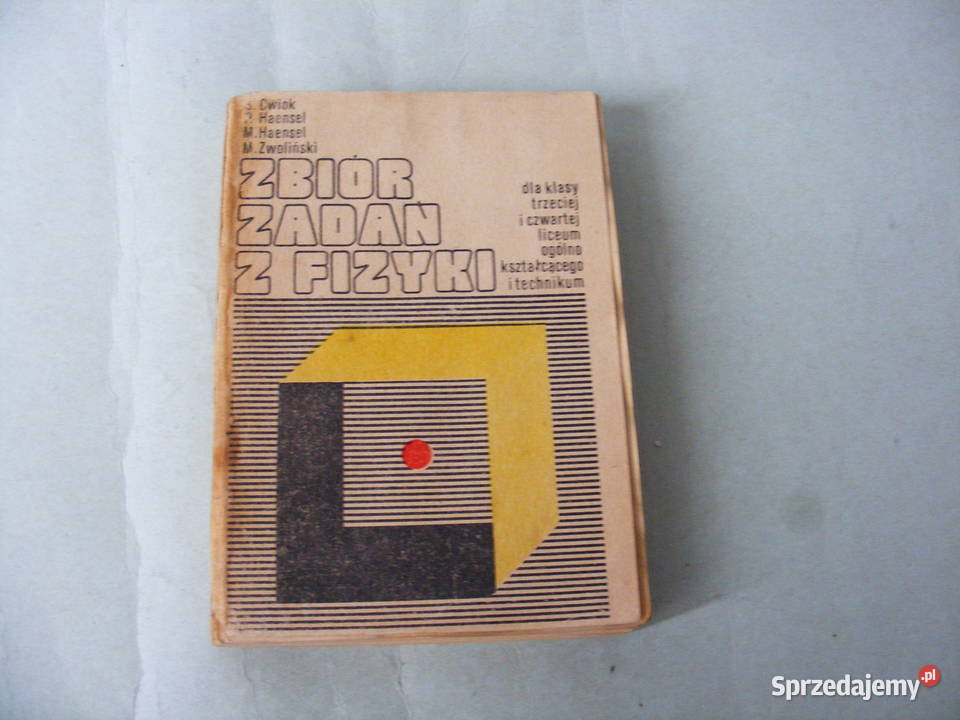 S. Ćwiok
P. Haensel
M. Haensel
M. Zwoliński
ZBIÓR
ZADAŃ
Z FIZYKI
dla klasy
trzeciej
i czwartej
liceum
ogólno
kształcącego
i technikum
Sprzedajemy.pl